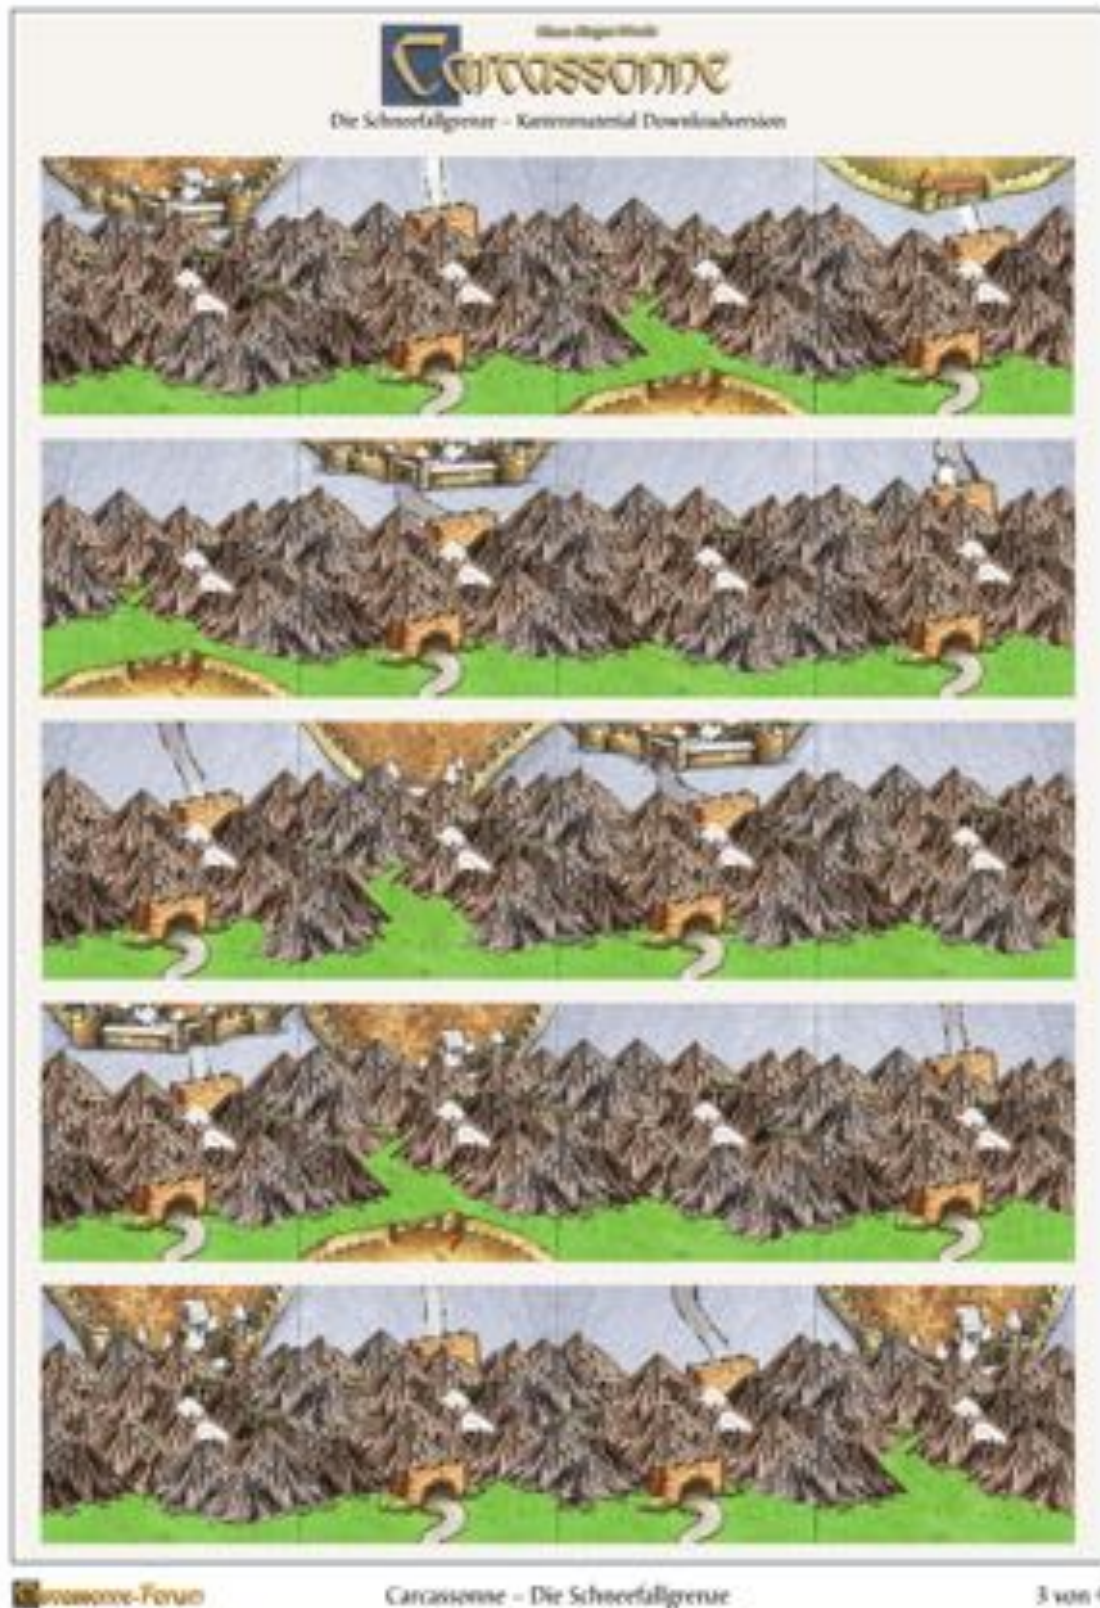 Carcassonne
Die Schneefallgrenze – Kartenmaterial Downloadversion
Carcassonne-Forum
Carcassonne – Die Schneefallgrenze
3 von